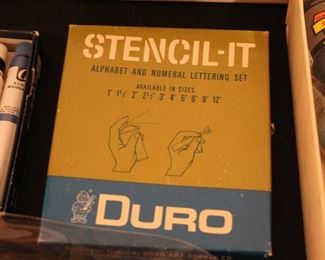 STENCIL-IT
ALPHABET AND NUMERAL LETTERING SET
AVAILABLE IN SIZES
1" 1½" 2" 2½" 3" 4" 5" 6" 9" 12"
DURO